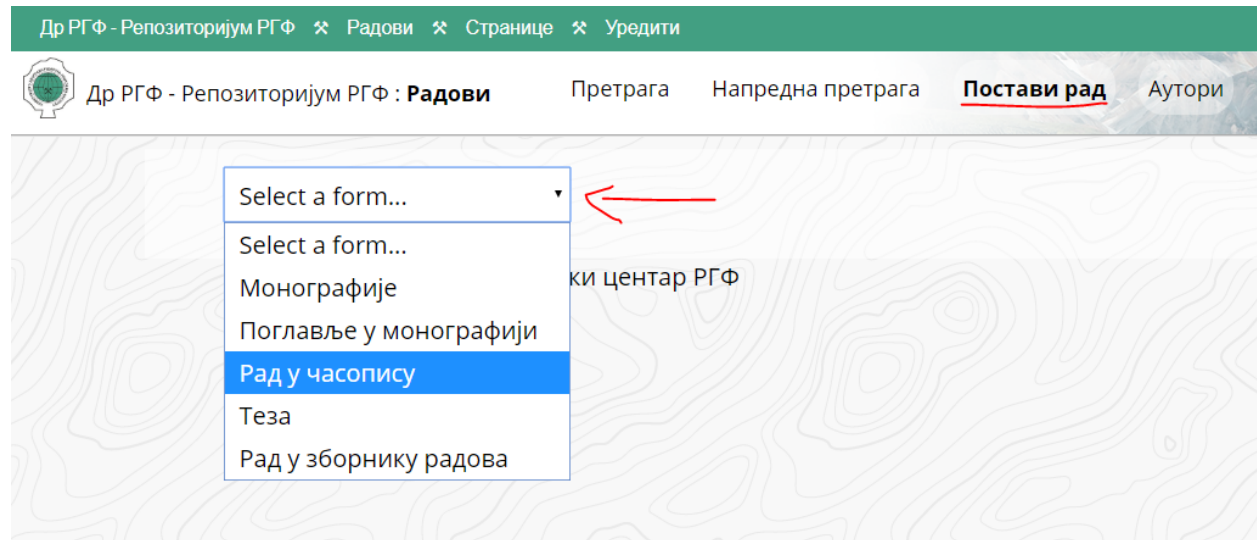 Др РГФ - Репозиторијум РГФ ⚒ Радови ⚒ Странице ⚒ Уредити
Др РГФ - Репозиторијум РГФ : Радови Претрага Напредна претрага Постави рад Аутори
Select a form...
Select a form...
Монографије
ки центар РГФ
Поглавље у монографији
Рад у часопису
Теза
Рад у зборнику радова